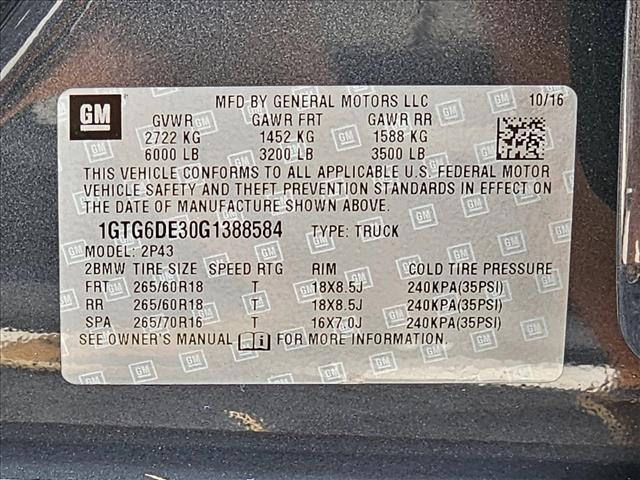 GM
MFD BY GENERAL MOTORS LLC 10/16
GVWR GAWR FRT GAWR RR
2722 KG 1452 KG 1588 KG
6000 LB 3200 LB 3500 LB
THIS VEHICLE CONFORMS TO ALL APPLICABLE U.S. FEDERAL MOTOR
VEHICLE SAFETY AND THEFT PREVENTION STANDARDS IN EFFECT ON
THE DATE OF MANUFACTURE SHOWN ABOVE.
1GTG6DE30G1388584 TYPE: TRUCK
MODEL: 2P43
2BMW TIRE SIZE SPEED RTG RIM COLD TIRE PRESSURE
FRT 265/60R18 T 18X8.5J 240KPA(35PSI)
RR 265/60R18 T 18X8.5J 240KPA(35PSI)
SPA 265/70R16 T 16X7.0J 240KPA(35PSI)
SEE OWNER'S MANUAL FOR MORE INFORMATION.